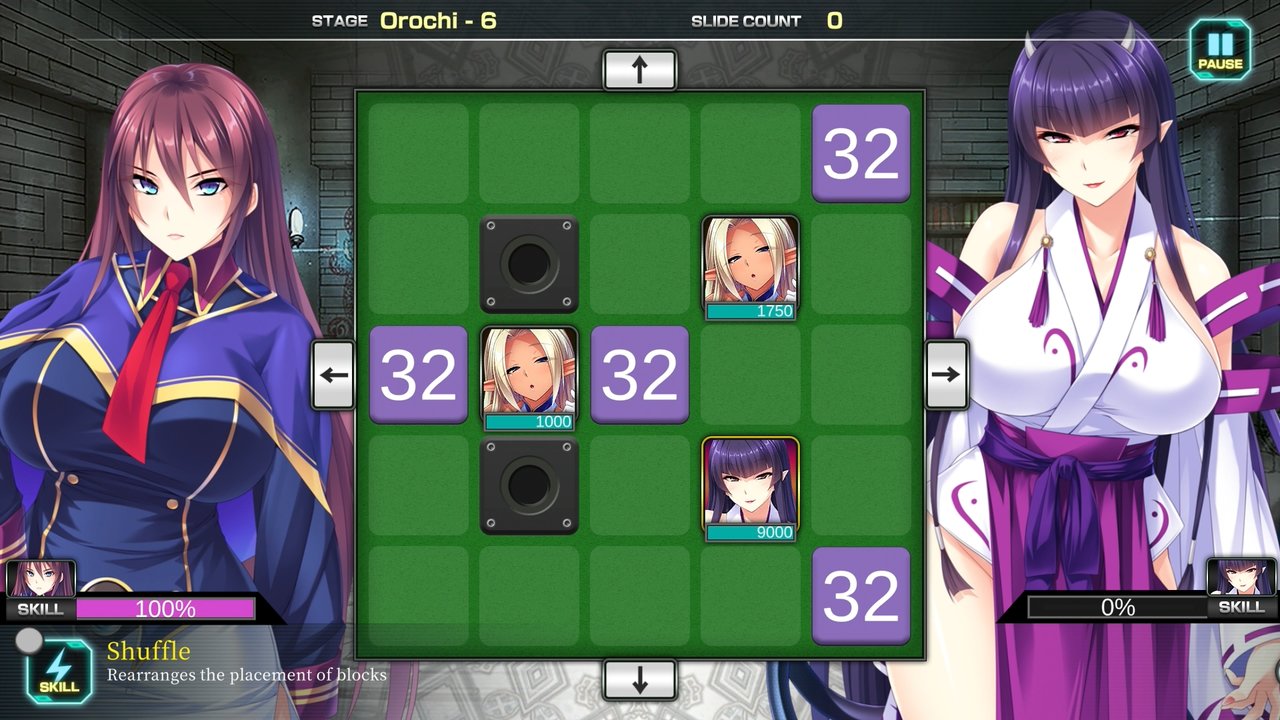 STAGE Orochi - 6 SLIDE COUNT 0
PAUSE
32
1750
32 32
1000
9000
SKILL 100% 0% SKILL
32
Shuffle
SKILL Rearranges the placement of blocks